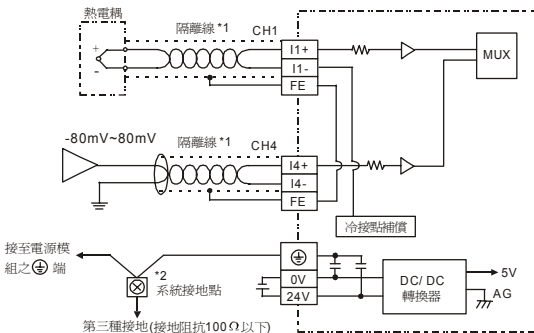 熱電耦
隔離線 *1
CH1
+
-
I1+
I1-
FE
MUX
-80mV~80mV
隔離線 *1
CH4
I4+
I4-
FE
冷接點補償
接至電源模
組之 端
*2
系統接地點
0V
24V
DC/ DC
轉換器
5V
AG
第三種接地 (接地阻抗100Ω以下)